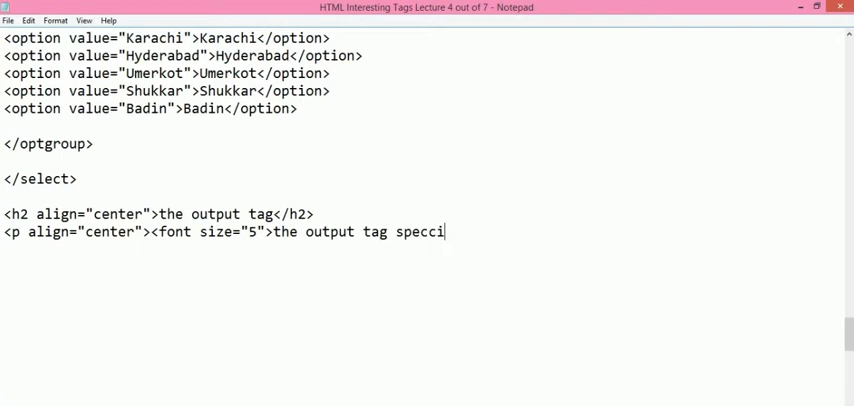 HTML Interesting Tags Lecture 4 out of 7 - Notepad
File Edit Format View Help
<option value="Karachi">Karachi</option>
<option value="Hyderabad">Hyderabad</option>
<option value="Umerkot">Umerkot</option>
<option value="Shukkar">Shukkar</option>
<option value="Badin">Badin</option>
</optgroup>
</select>
<h2 align="center">the output tag</h2>
<p align="center"><font size="5">the output tag specci